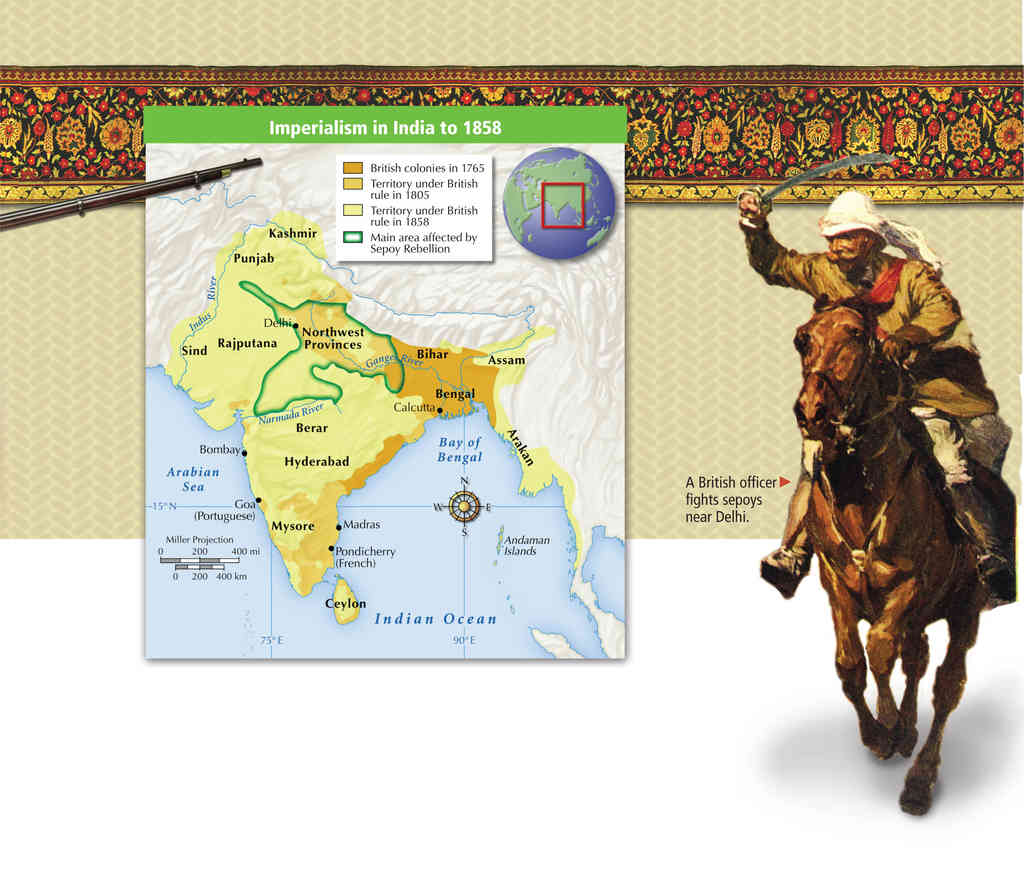 Imperialism in India to 1858
British colonies in 1765
Territory under British
rule in 1805
Territory under British
rule in 1858
Main area affected by
Sepoy Rebellion
Kashmir
Punjab
Indus River
Delhi
Northwest
Provinces
Rajputana
Sind
Ganges River
Bihar
Assam
Bengal
Calcutta
Narmada River
Berar
Arakan
Bombay
Hyderabad
Bay of
Bengal
Arabian
Sea
N
W
E
S
15° N
Goa
(Portuguese)
Mysore
Madras
Andaman
Islands
Miller Projection
0 200 400 mi
0 200 400 km
Pondicherry
(French)
Ceylon
Indian Ocean
75° E
90° E
A British officer
fights sepoys
near Delhi.